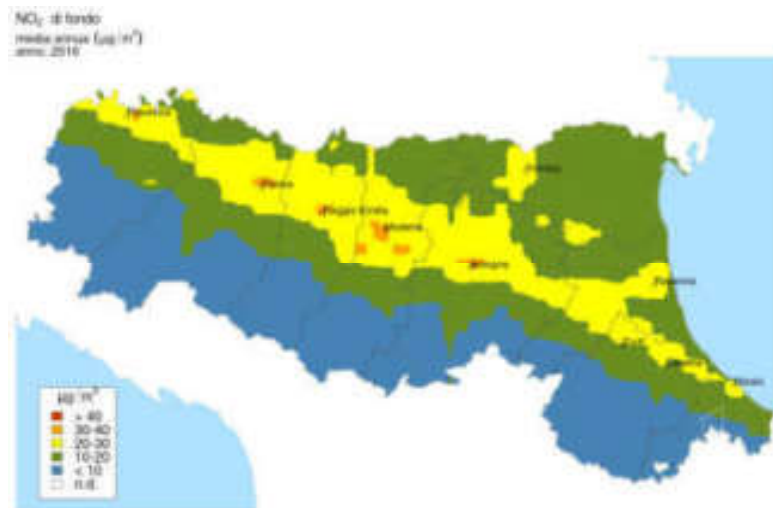 NO₂ di fondo
media annua (µg/m³)
anno: 2016
Piacenza
Parma
Reggio Emilia
Modena
Ferrara
Bologna
Ravenna
Forlì
Rimini
µg/m³
> 40
30-40
20-30
10-20
< 10
n.d.